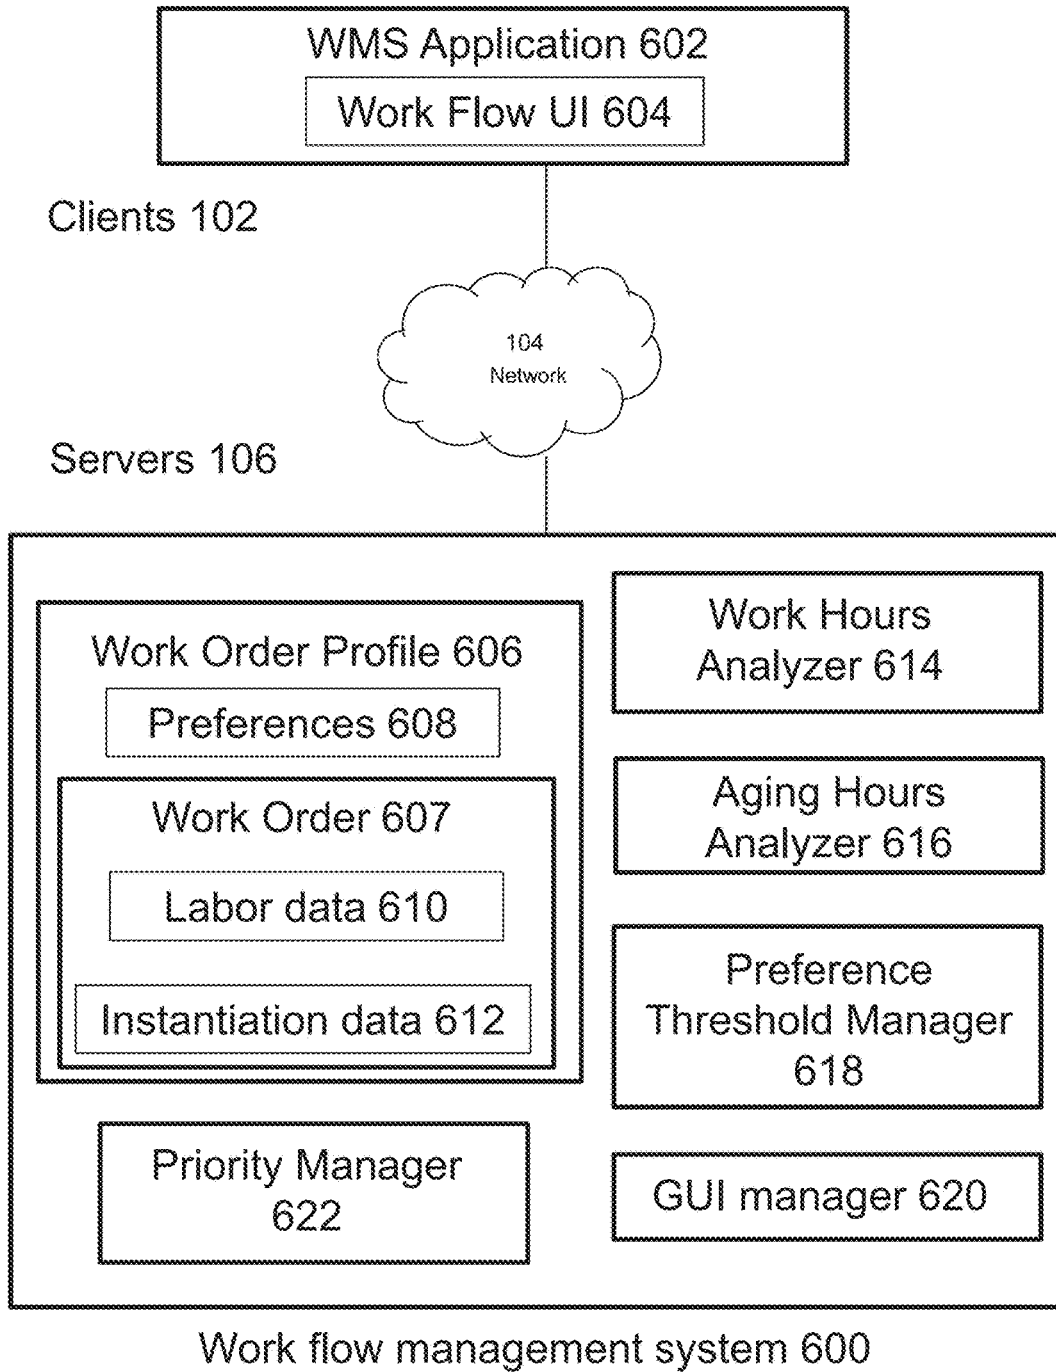 WMS Application 602
Work Flow UI 604
Clients 102
104
Network
Servers 106
Work Order Profile 606
Preferences 608
Work Order 607
Labor data 610
Instantiation data 612
Priority Manager
622
Work Hours
Analyzer 614
Aging Hours
Analyzer 616
Preference
Threshold Manager
618
GUI manager 620
Work flow management system 600